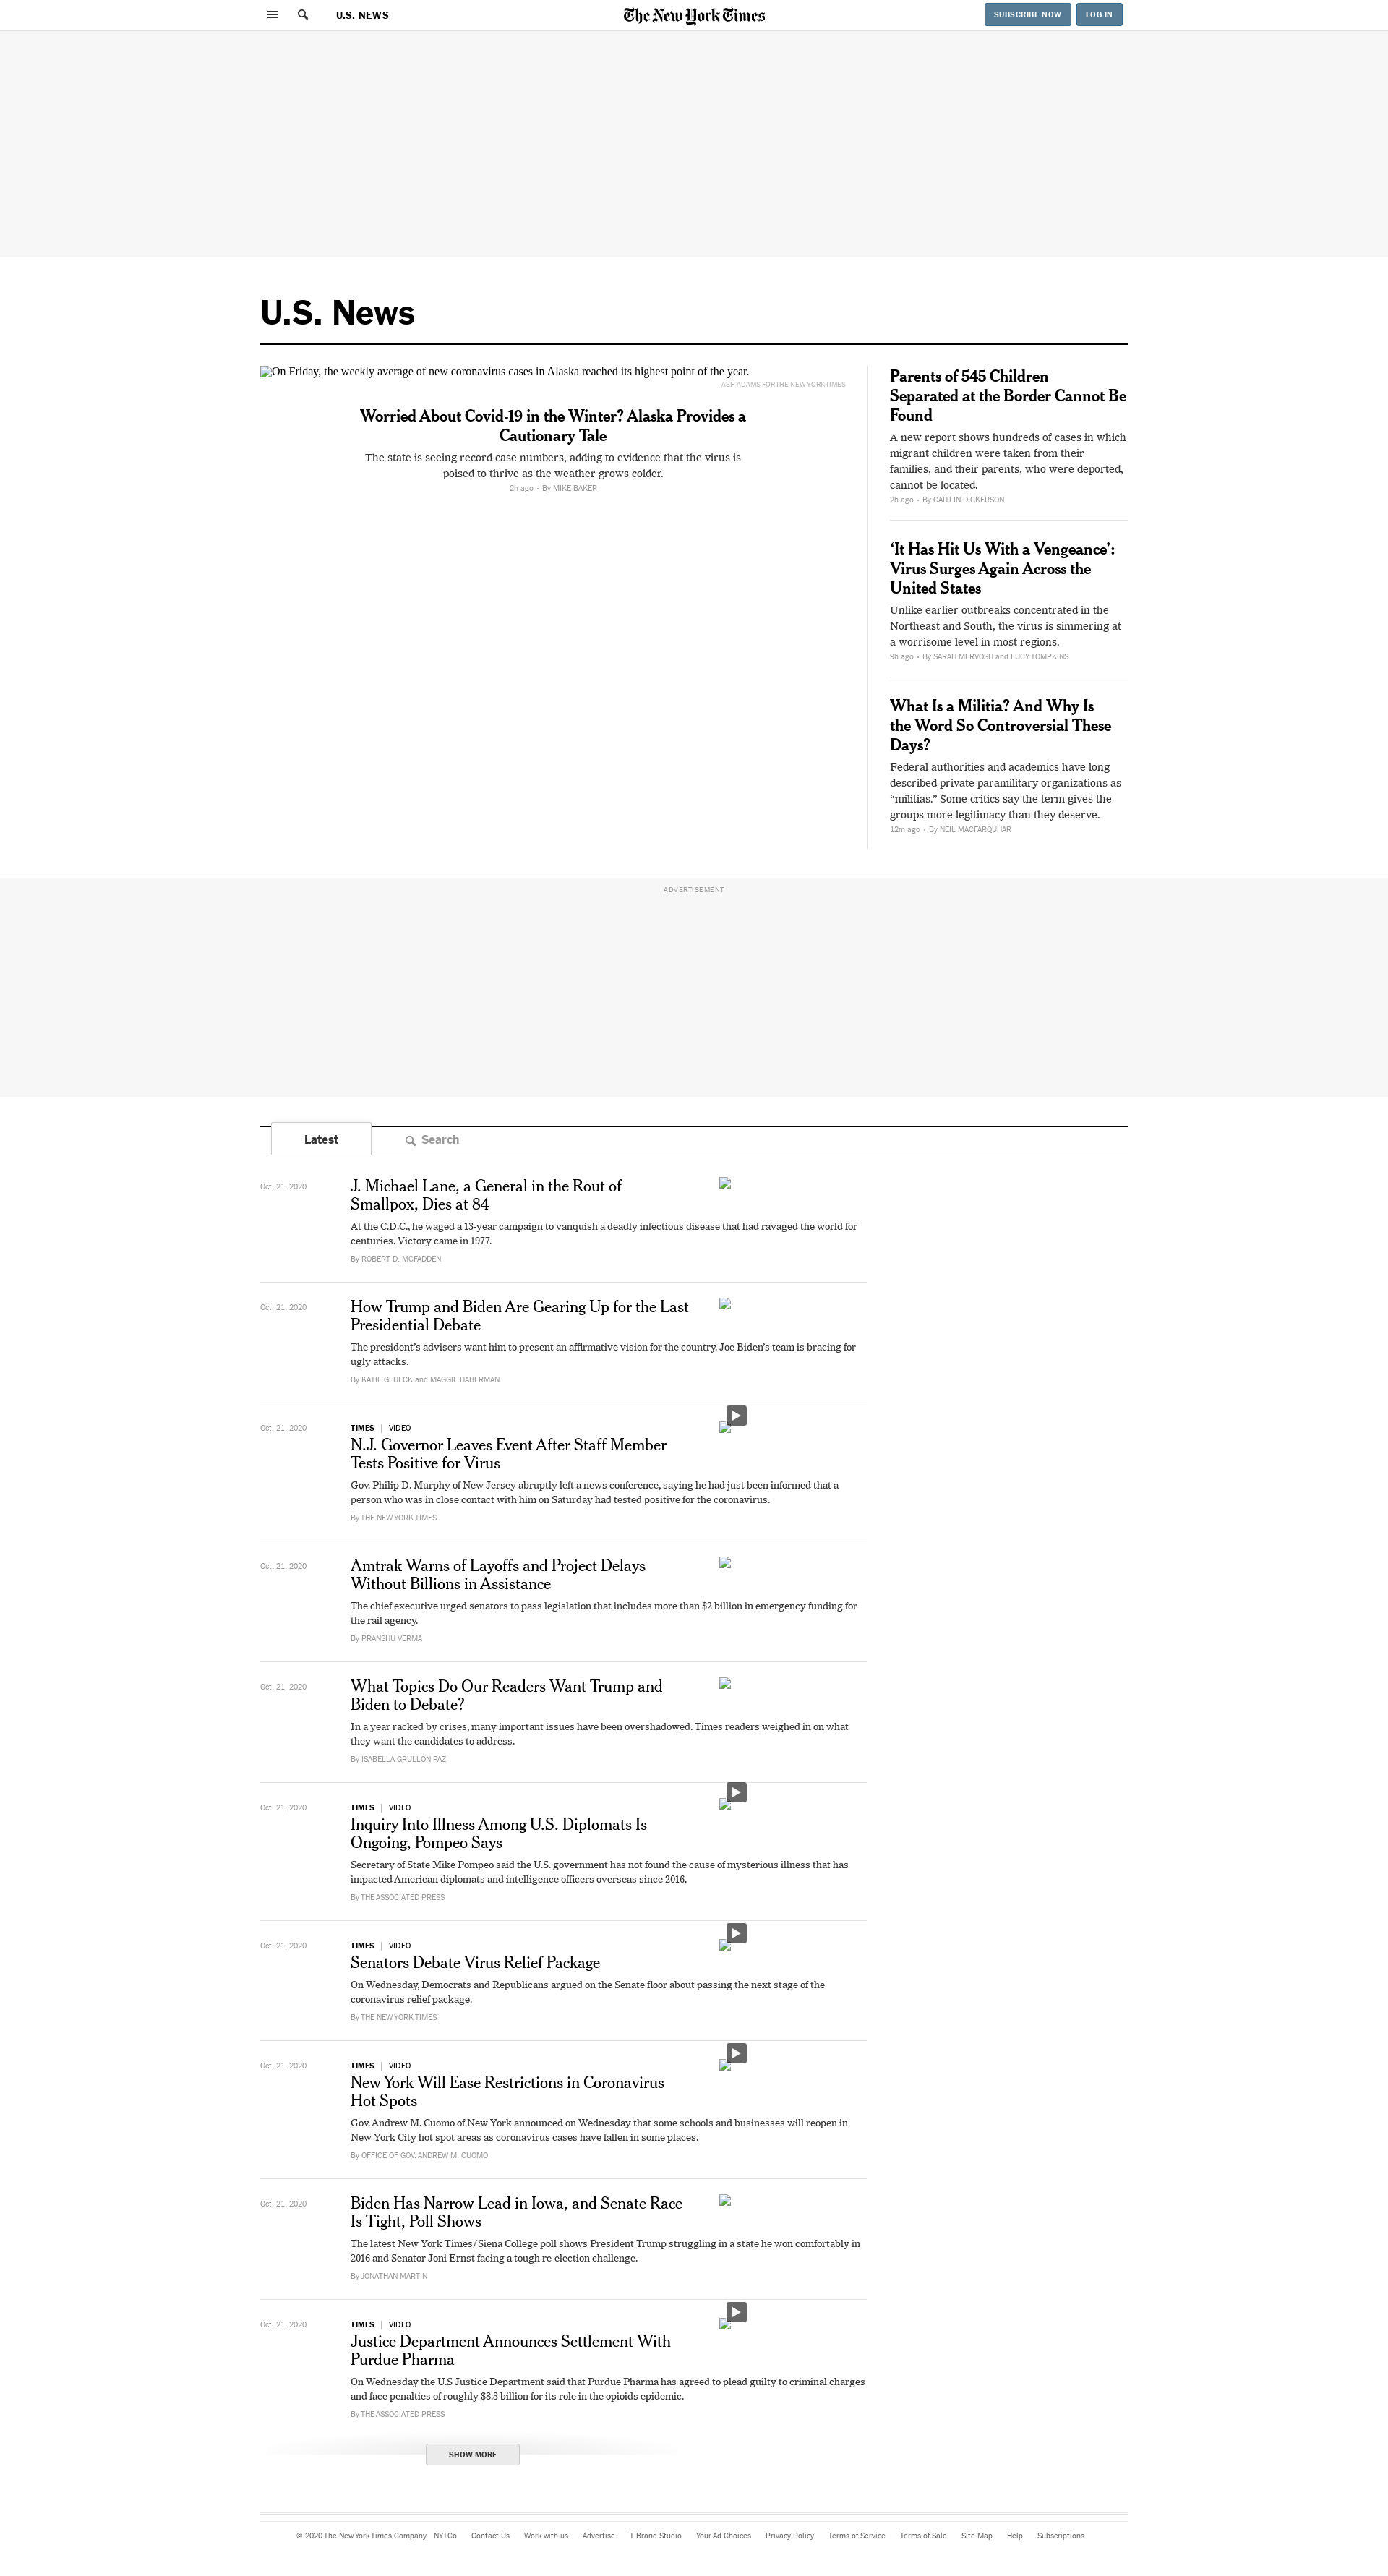 U.S. NEWS
The New York Times
SUBSCRIBE NOW
LOG IN
U.S. News
On Friday, the weekly average of new coronavirus cases in Alaska reached its highest point of the year.
ASH ADAMS FOR THE NEW YORK TIMES
Worried About Covid-19 in the Winter? Alaska Provides a
Cautionary Tale
The state is seeing record case numbers, adding to evidence that the virus is
poised to thrive as the weather grows colder.
2h ago • By MIKE BAKER
Parents of 545 Children
Separated at the Border Cannot Be
Found
A new report shows hundreds of cases in which
migrant children were taken from their
families, and their parents, who were deported,
cannot be located.
2h ago • By CAITLIN DICKERSON
‘It Has Hit Us With a Vengeance’:
Virus Surges Again Across the
United States
Unlike earlier outbreaks concentrated in the
Northeast and South, the virus is simmering at
a worrisome level in most regions.
9h ago • By SARAH MERVOSH and LUCY TOMPKINS
What Is a Militia? And Why Is
the Word So Controversial These
Days?
Federal authorities and academics have long
described private paramilitary organizations as
“militias.” Some critics say the term gives the
groups more legitimacy than they deserve.
12m ago • By NEIL MACFARQUHAR
ADVERTISEMENT
Latest
Search
Oct. 21, 2020
J. Michael Lane, a General in the Rout of
Smallpox, Dies at 84
At the C.D.C., he waged a 13-year campaign to vanquish a deadly infectious disease that had ravaged the world for
centuries. Victory came in 1977.
By ROBERT D. MCFADDEN
Oct. 21, 2020
How Trump and Biden Are Gearing Up for the Last
Presidential Debate
The president’s advisers want him to present an affirmative vision for the country. Joe Biden’s team is bracing for
ugly attacks.
By KATIE GLUECK and MAGGIE HABERMAN
Oct. 21, 2020
TIMES | VIDEO
N.J. Governor Leaves Event After Staff Member
Tests Positive for Virus
Gov. Philip D. Murphy of New Jersey abruptly left a news conference, saying he had just been informed that a
person who was in close contact with him on Saturday had tested positive for the coronavirus.
By THE NEW YORK TIMES
Oct. 21, 2020
Amtrak Warns of Layoffs and Project Delays
Without Billions in Assistance
The chief executive urged senators to pass legislation that includes more than $2 billion in emergency funding for
the rail agency.
By PRANSHU VERMA
Oct. 21, 2020
What Topics Do Our Readers Want Trump and
Biden to Debate?
In a year racked by crises, many important issues have been overshadowed. Times readers weighed in on what
they want the candidates to address.
By ISABELLA GRULLÓN PAZ
Oct. 21, 2020
TIMES | VIDEO
Inquiry Into Illness Among U.S. Diplomats Is
Ongoing, Pompeo Says
Secretary of State Mike Pompeo said the U.S. government has not found the cause of mysterious illness that has
impacted American diplomats and intelligence officers overseas since 2016.
By THE ASSOCIATED PRESS
Oct. 21, 2020
TIMES | VIDEO
Senators Debate Virus Relief Package
On Wednesday, Democrats and Republicans argued on the Senate floor about passing the next stage of the
coronavirus relief package.
By THE NEW YORK TIMES
Oct. 21, 2020
TIMES | VIDEO
New York Will Ease Restrictions in Coronavirus
Hot Spots
Gov. Andrew M. Cuomo of New York announced on Wednesday that some schools and businesses will reopen in
New York City hot spot areas as coronavirus cases have fallen in some places.
By OFFICE OF GOV. ANDREW M. CUOMO
Oct. 21, 2020
Biden Has Narrow Lead in Iowa, and Senate Race
Is Tight, Poll Shows
The latest New York Times/Siena College poll shows President Trump struggling in a state he won comfortably in
2016 and Senator Joni Ernst facing a tough re-election challenge.
By JONATHAN MARTIN
Oct. 21, 2020
TIMES | VIDEO
Justice Department Announces Settlement With
Purdue Pharma
On Wednesday the U.S Justice Department said that Purdue Pharma has agreed to plead guilty to criminal charges
and face penalties of roughly $8.3 billion for its role in the opioids epidemic.
By THE ASSOCIATED PRESS
SHOW MORE
© 2020 The New York Times Company NYTCo Contact Us Work with us Advertise T Brand Studio Your Ad Choices Privacy Policy Terms of Service Terms of Sale Site Map Help Subscriptions